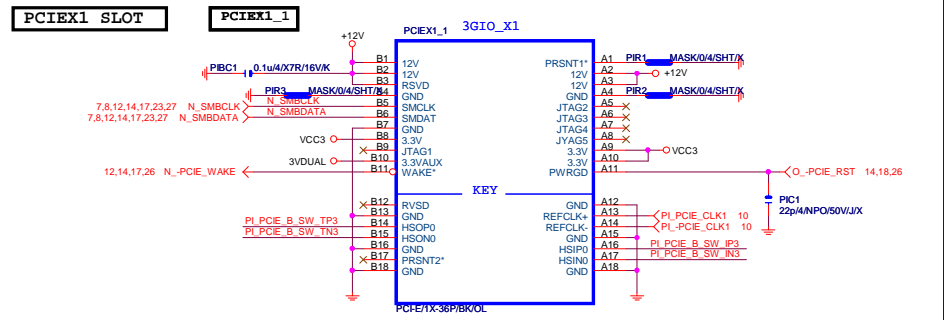 PCIEX1 SLOT
PCIEX1_1
PCIEX1_1
3GIO_X1
+12V
PIBC1
0.1u/4/X7R/16V/K
PIR3
MASK/0/4/SHT/X
7,8,12,14,17,23,27 N_SMBCLK
N_SMBCLK
7,8,12,14,17,23,27 N_SMBDATA
N_SMBDATA
VCC3
3VDUAL
12,14,17,26 N_-PCIE_WAKE
PI_PCIE_B_SW_TP3
PI_PCIE_B_SW_TN3
B1 12V
B2 12V
B3 RSVD
B4 GND
B5 SMCLK
B6 SMDAT
B7 GND
B8 3.3V
B9 JTAG1
B10 3.3VAUX
B11 WAKE*
KEY
B12 RVSD
B13 GND
B14 HSOP0
B15 HSON0
B16 GND
B17 PRSNT2*
B18 GND
PRSNT1* A1
12V A2
12V A3
GND A4
JTAG2 A5
JTAG3 A6
JTAG4 A7
JYAG5 A8
3.3V A9
3.3V A10
PWRGD A11
GND A12
REFCLK+ A13
REFCLK- A14
GND A15
HSIP0 A16
HSIN0 A17
GND A18
PIR1
MASK/0/4/SHT/X
+12V
PIR2
MASK/0/4/SHT/X
VCC3
O_-PCIE_RST 14,18,26
PIC1
22p/4/NPO/50V/J/X
PI_PCIE_CLK1 10
PI_-PCIE_CLK1 10
PI_PCIE_B_SW_IP3
PI_PCIE_B_SW_IN3
PCI-E/1X-36P/BK/OL